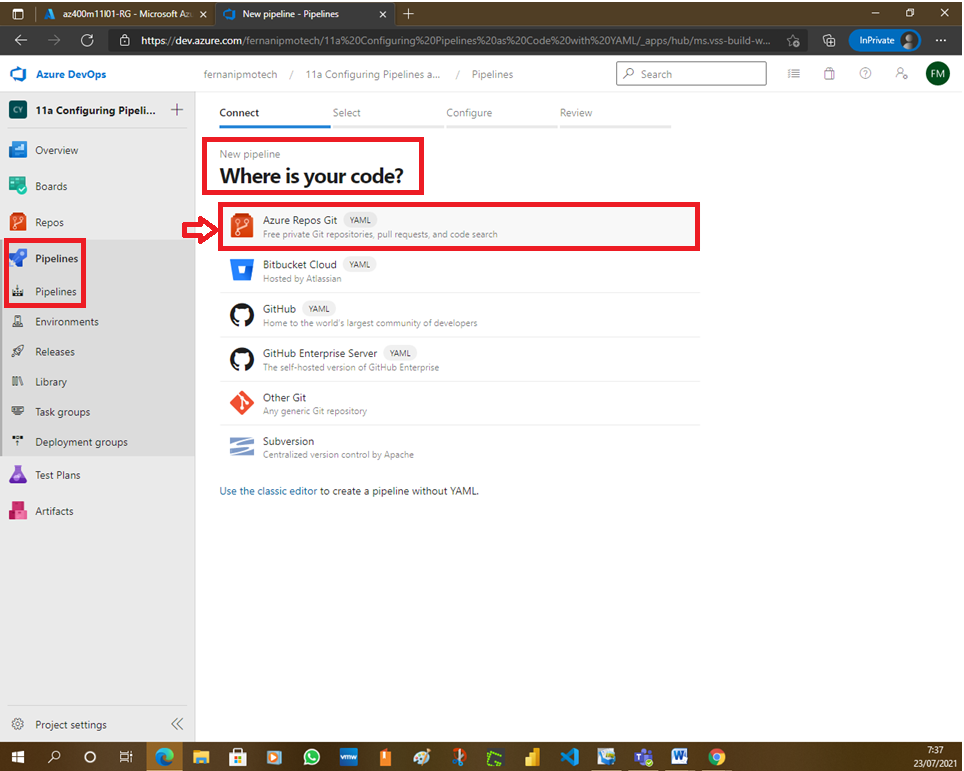 az400m11l01-RG - Microsoft Azu
New pipeline - Pipelines
https://dev.azure.com/fernanipmotech/11a%20Configuring%20Pipelines%20as%20Code%20with%20YAML/_apps/hub/ms.vss-build-w...
InPrivate
Azure DevOps
fernanipmotech / 11a Configuring Pipelines a... / Pipelines
Search
FM
CY
11a Configuring Pipeli...
Overview
Boards
Repos
Pipelines
Pipelines
Environments
Releases
Library
Task groups
Deployment groups
Test Plans
Artifacts
Project settings
Connect
Select
Configure
Review
New pipeline
Where is your code?
Azure Repos Git YAML
Free private Git repositories, pull requests, and code search
Bitbucket Cloud YAML
Hosted by Atlassian
GitHub YAML
Home to the world's largest community of developers
GitHub Enterprise Server YAML
The self-hosted version of GitHub Enterprise
Other Git
Any generic Git repository
Subversion
Centralized version control by Apache
Use the classic editor to create a pipeline without YAML.
vmw
7:37
23/07/2021